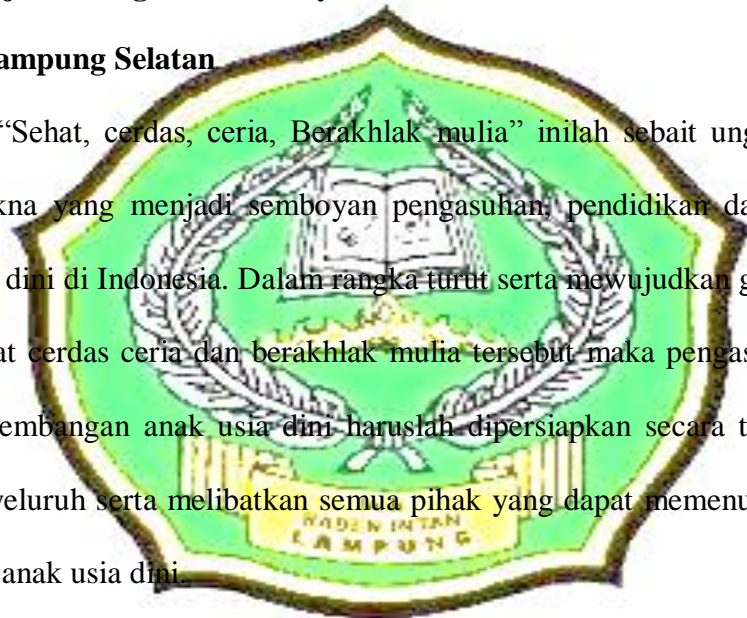 ampung Selatan
“Sehat, cerdas, ceria, Berakhlak mulia” inilah sebait ung
kna yang menjadi semboyan pengasuhan, pendidikan da
dini di Indonesia. Dalam rangka turut serta mewujudkan g
at cerdas ceria dan berakhlak mulia tersebut maka pengas
embangan anak usia dini haruslah dipersiapkan secara t
yeluruh serta melibatkan semua pihak yang dapat memenu
RADEN INTAN
LAMPUNG
anak usia dini.